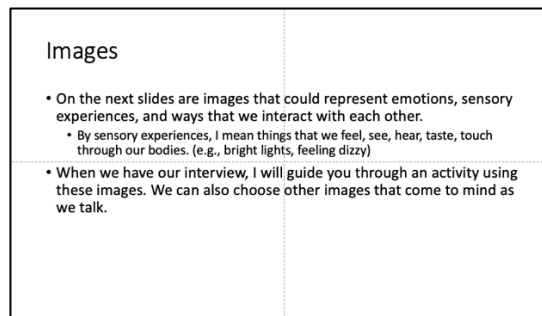 Images
• On the next slides are images that could represent emotions, sensory
experiences, and ways that we interact with each other.
• By sensory experiences, I mean things that we feel, see, hear, taste, touch
through our bodies. (e.g., bright lights, feeling dizzy)
• When we have our interview, I will guide you through an activity using
these images. We can also choose other images that come to mind as
we talk.